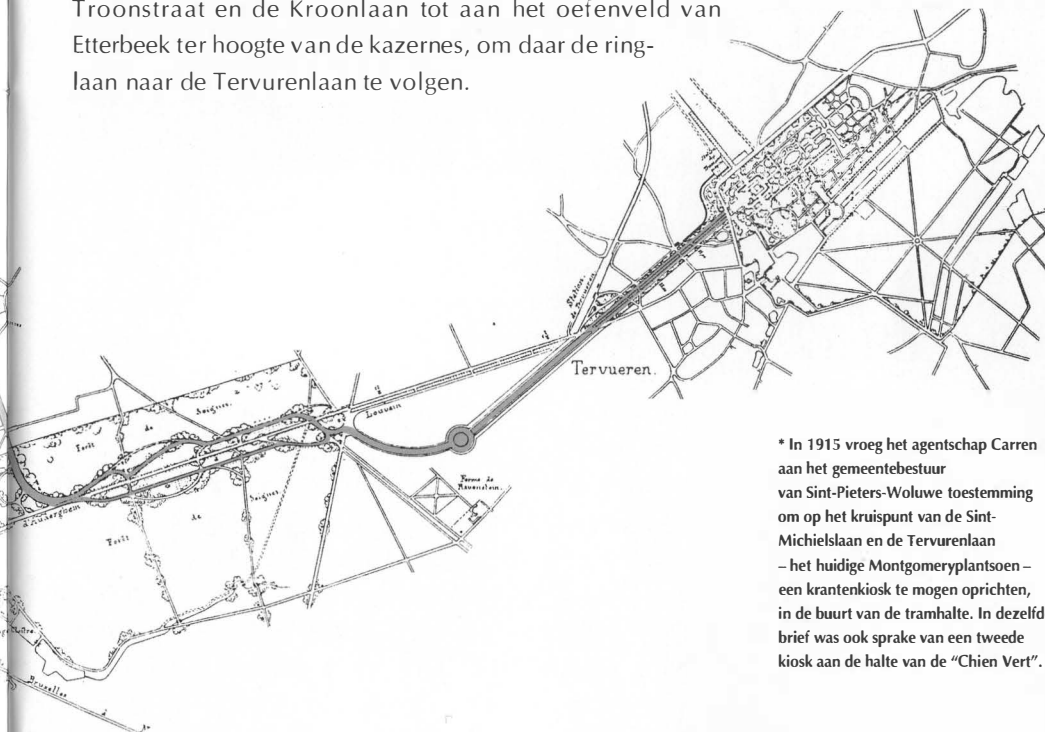 Troonstraat en de Kroonlaan tot aan het oefenveld van
Etterbeek ter hoogte van de kazernes, om daar de ring-
laan naar de Tervurenlaan te volgen.
Station
de Tervueren
Tervueren.
Louvain
Forêt
de
Soignes
d'Auderghem
Forêt
de
Soignes
Ferme de
Ravenstein.
Bruxelles
à
* In 1915 vroeg het agentschap Carren
aan het gemeentebestuur
van Sint-Pieters-Woluwe toestemming
om op het kruispunt van de Sint-
Michielslaan en de Tervurenlaan
– het huidige Montgomeryplantsoen –
een krantenkiosk te mogen oprichten,
in de buurt van de tramhalte. In dezelfd
brief was ook sprake van een tweede
kiosk aan de halte van de “Chien Vert”.